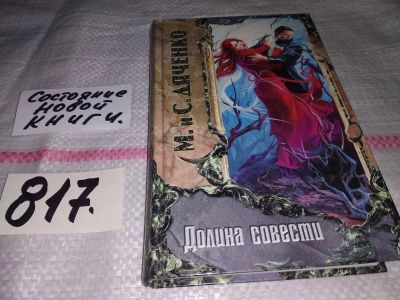 Состояние
новой
книги.
817.
М. и С. ДЯЧЕНКО
Долина совести